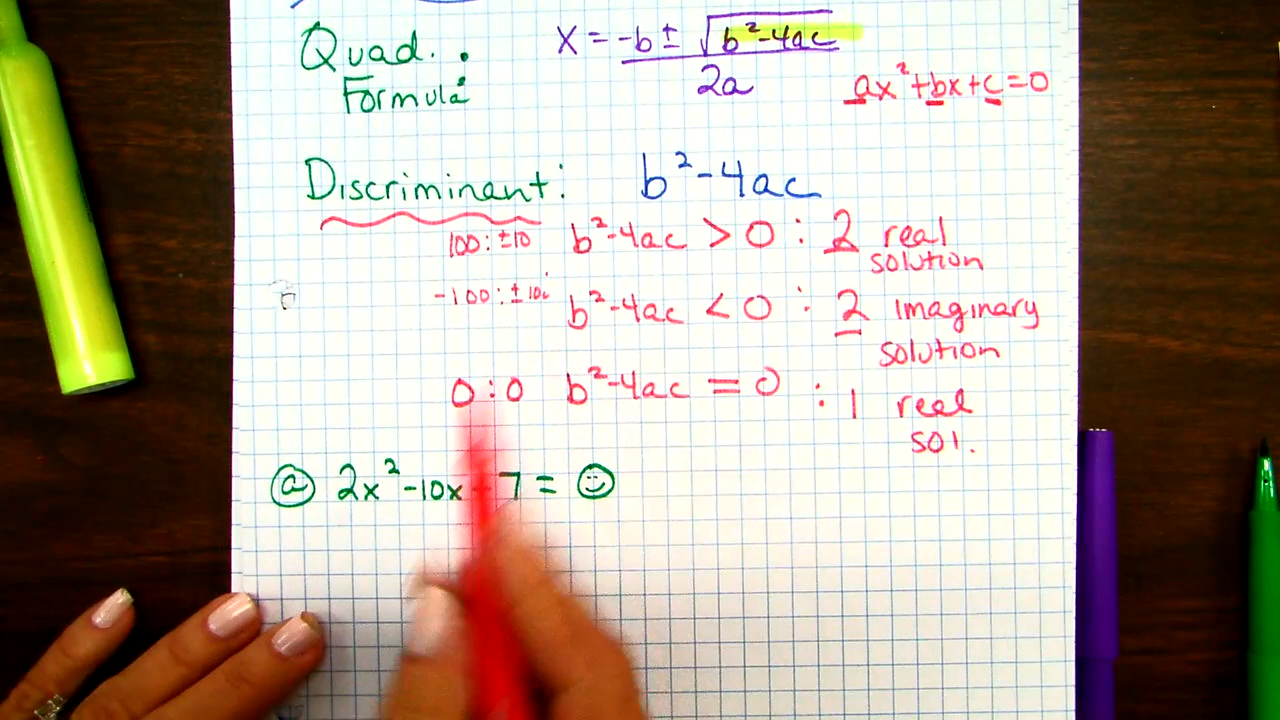 Quad. : x = -b ± √b²-4ac
Formula 2a
ax²+bx+c=0
Discriminant: b²-4ac
100: ±10 b²-4ac > 0 : 2 real
solution
-100: ±10i b²-4ac < 0 : 2 imaginary
solution
0:0 b²-4ac = 0 : 1 real
sol.
ⓐ 2x²-10x 7 = ☺